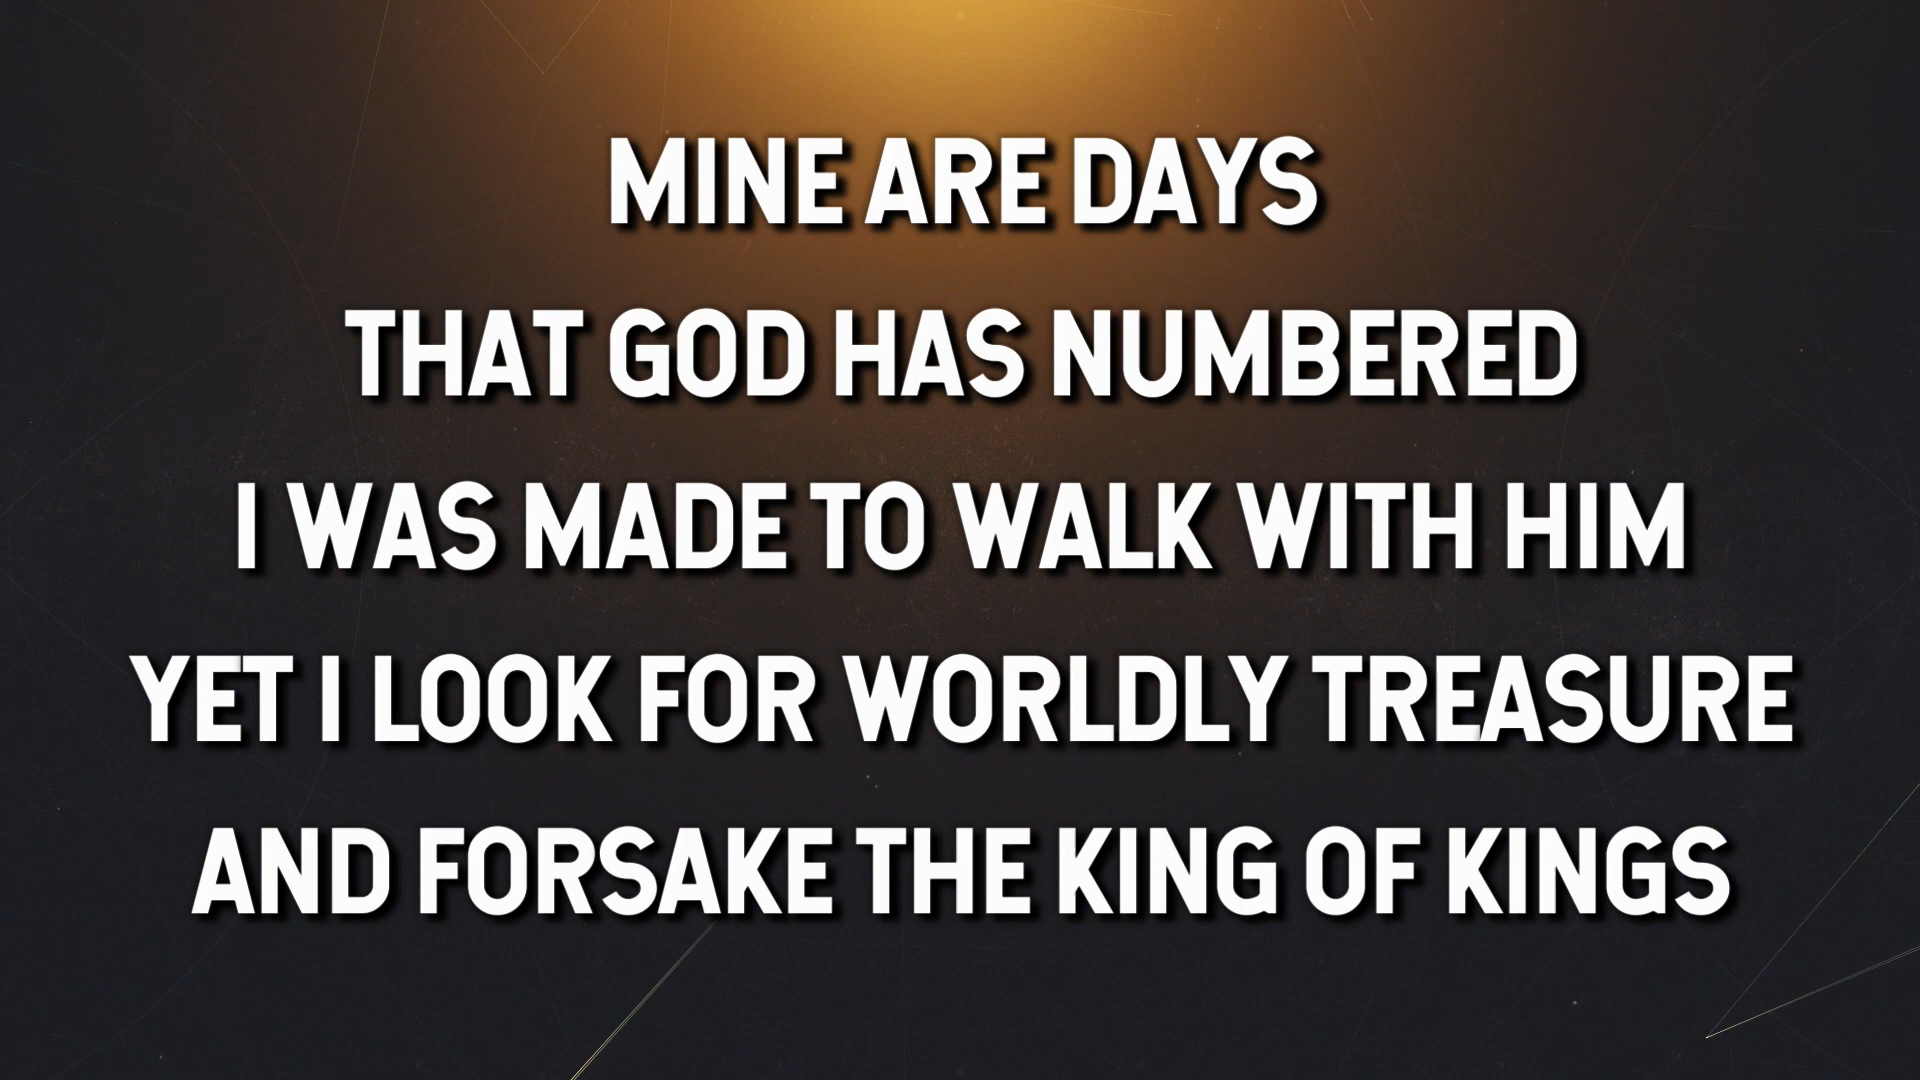 MINE ARE DAYS
THAT GOD HAS NUMBERED
I WAS MADE TO WALK WITH HIM
YET I LOOK FOR WORLDLY TREASURE
AND FORSAKE THE KING OF KINGS